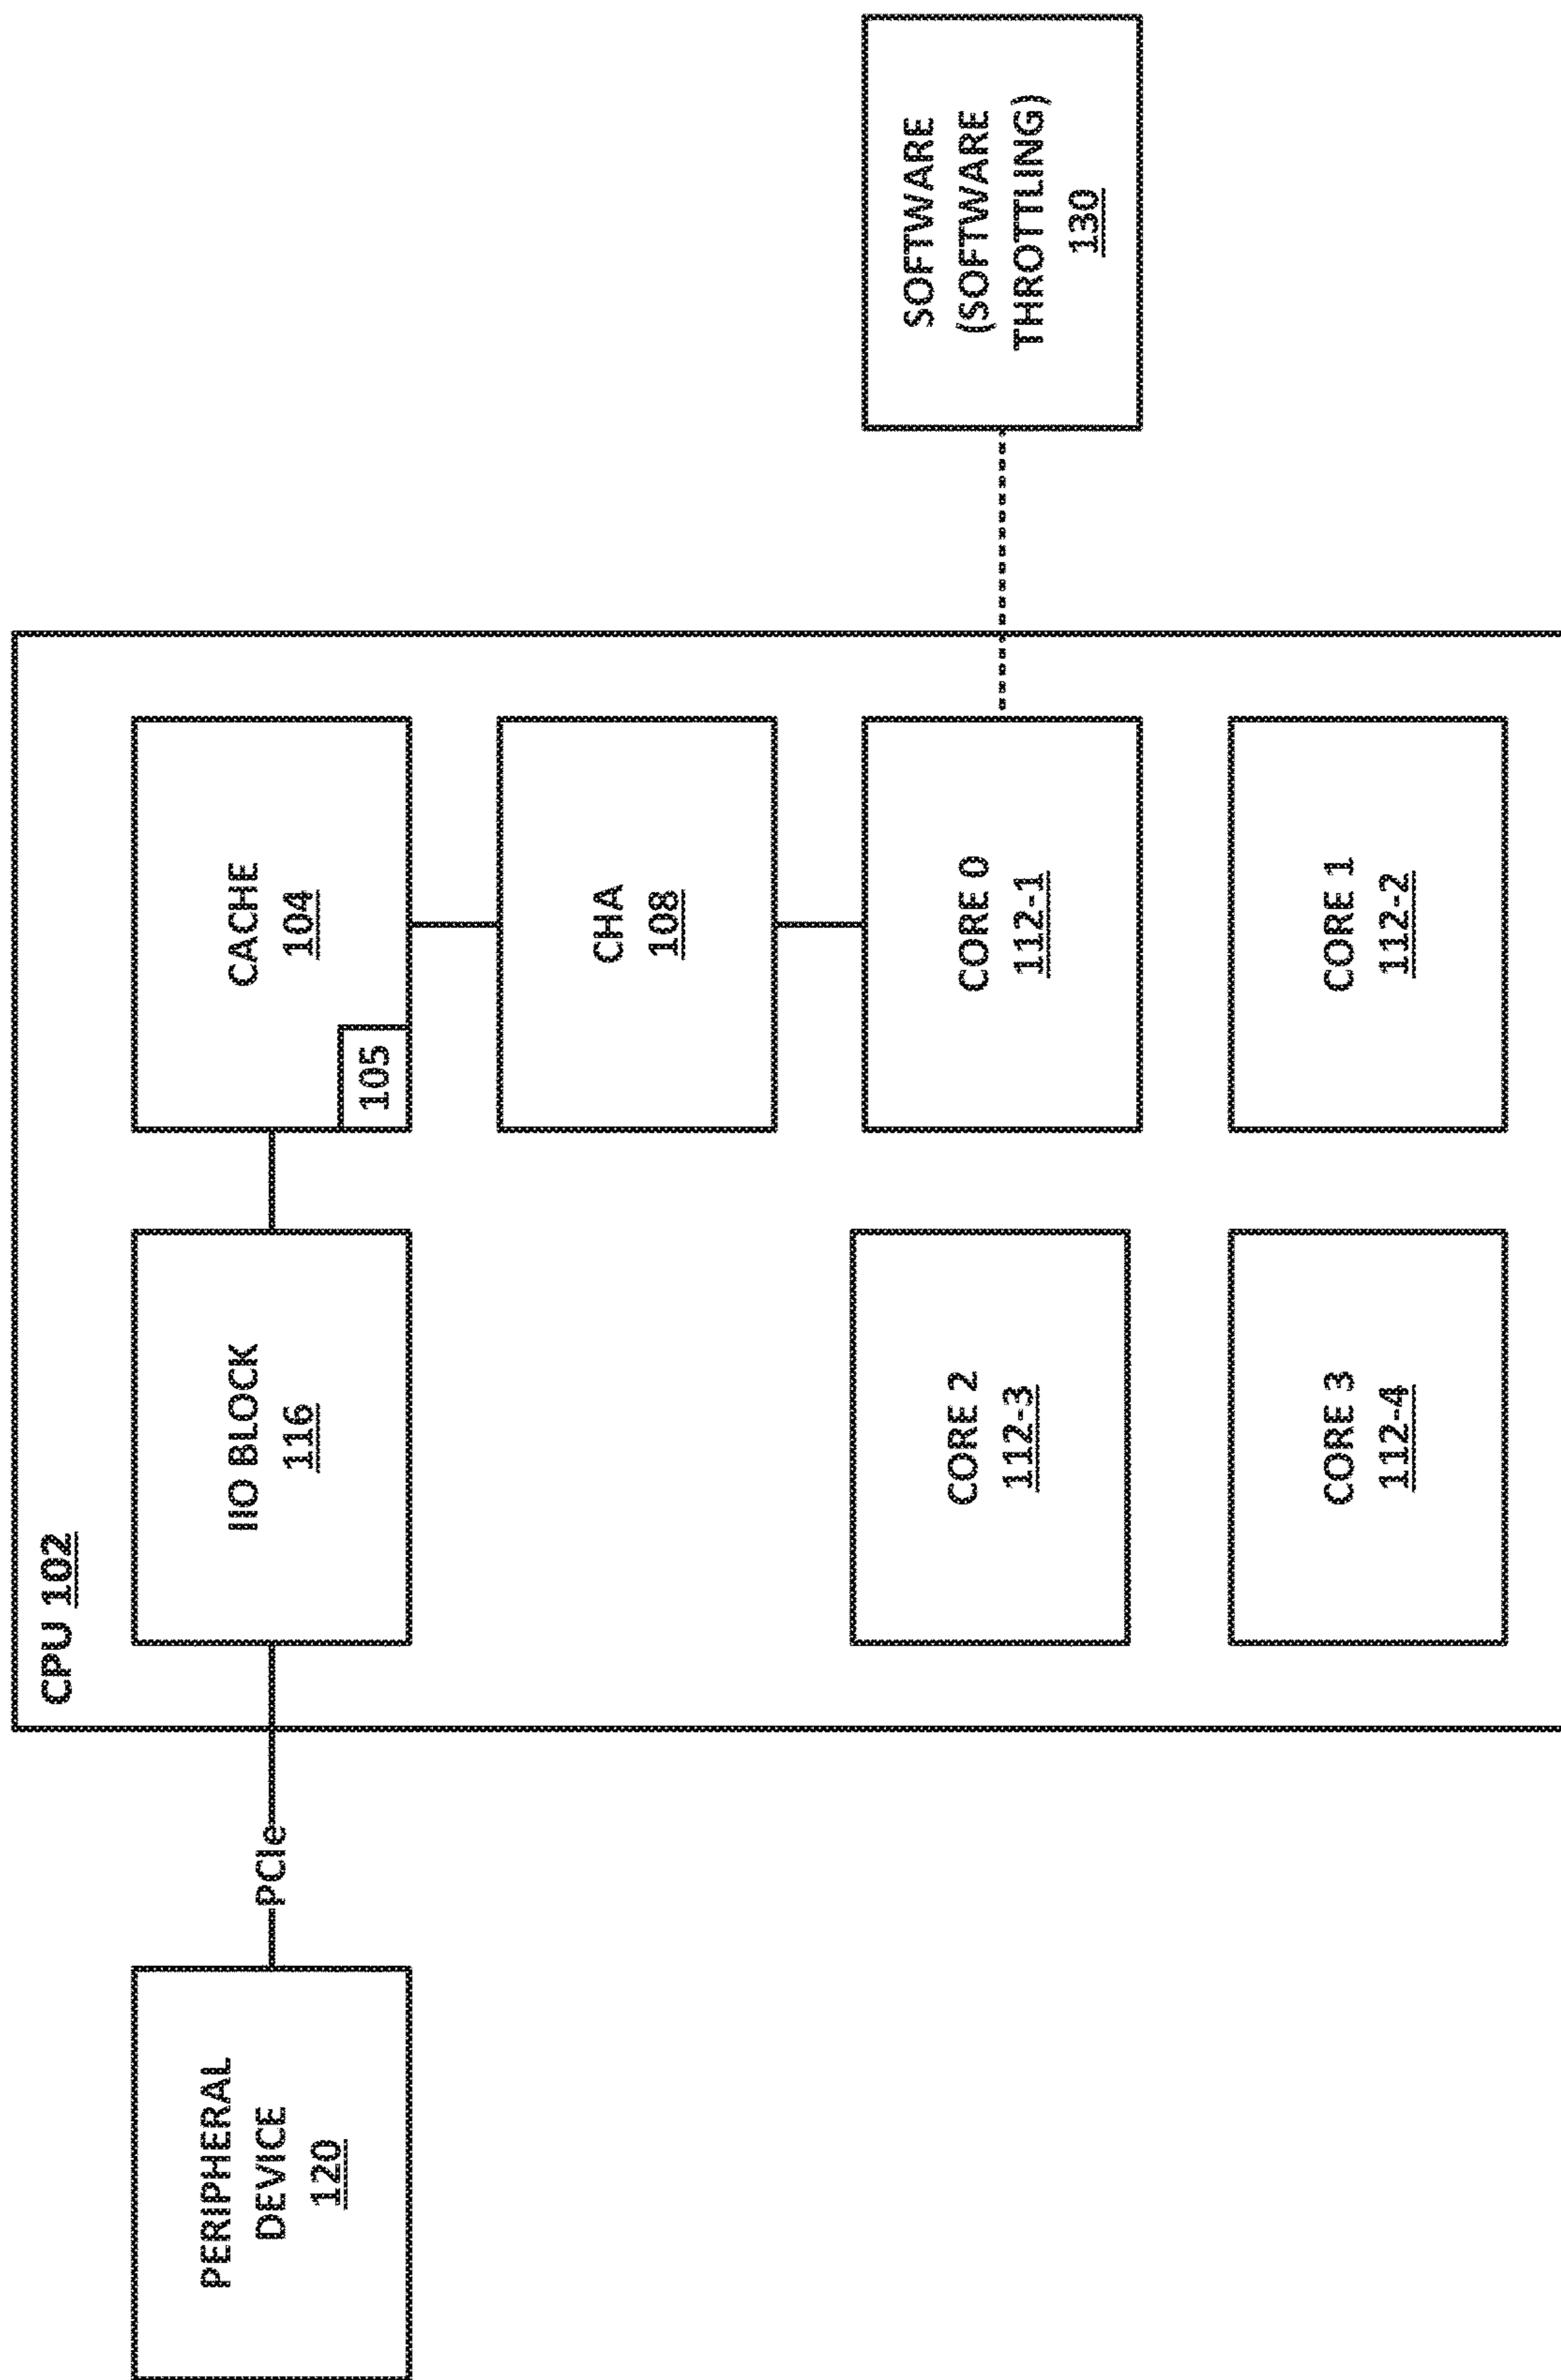 CPU 102
PERIPHERAL
DEVICE
120
PCIe
IIO BLOCK
116
CACHE
104
105
CHA
108
CORE 2
112-3
CORE 0
112-1
SOFTWARE
(SOFTWARE
THROTTLING)
130
CORE 3
112-4
CORE 1
112-2